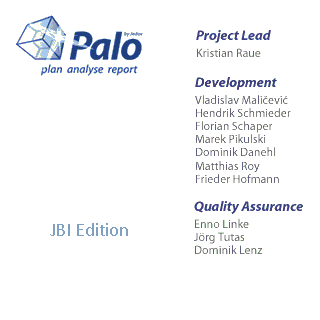 Palo
by Jedox
plan analyse report
JBI Edition
Project Lead
Kristian Raue
Development
Vladislav Maličević
Hendrik Schmieder
Florian Schaper
Marek Pikulski
Dominik Danehl
Matthias Roy
Frieder Hofmann
Quality Assurance
Enno Linke
Jörg Tutas
Dominik Lenz